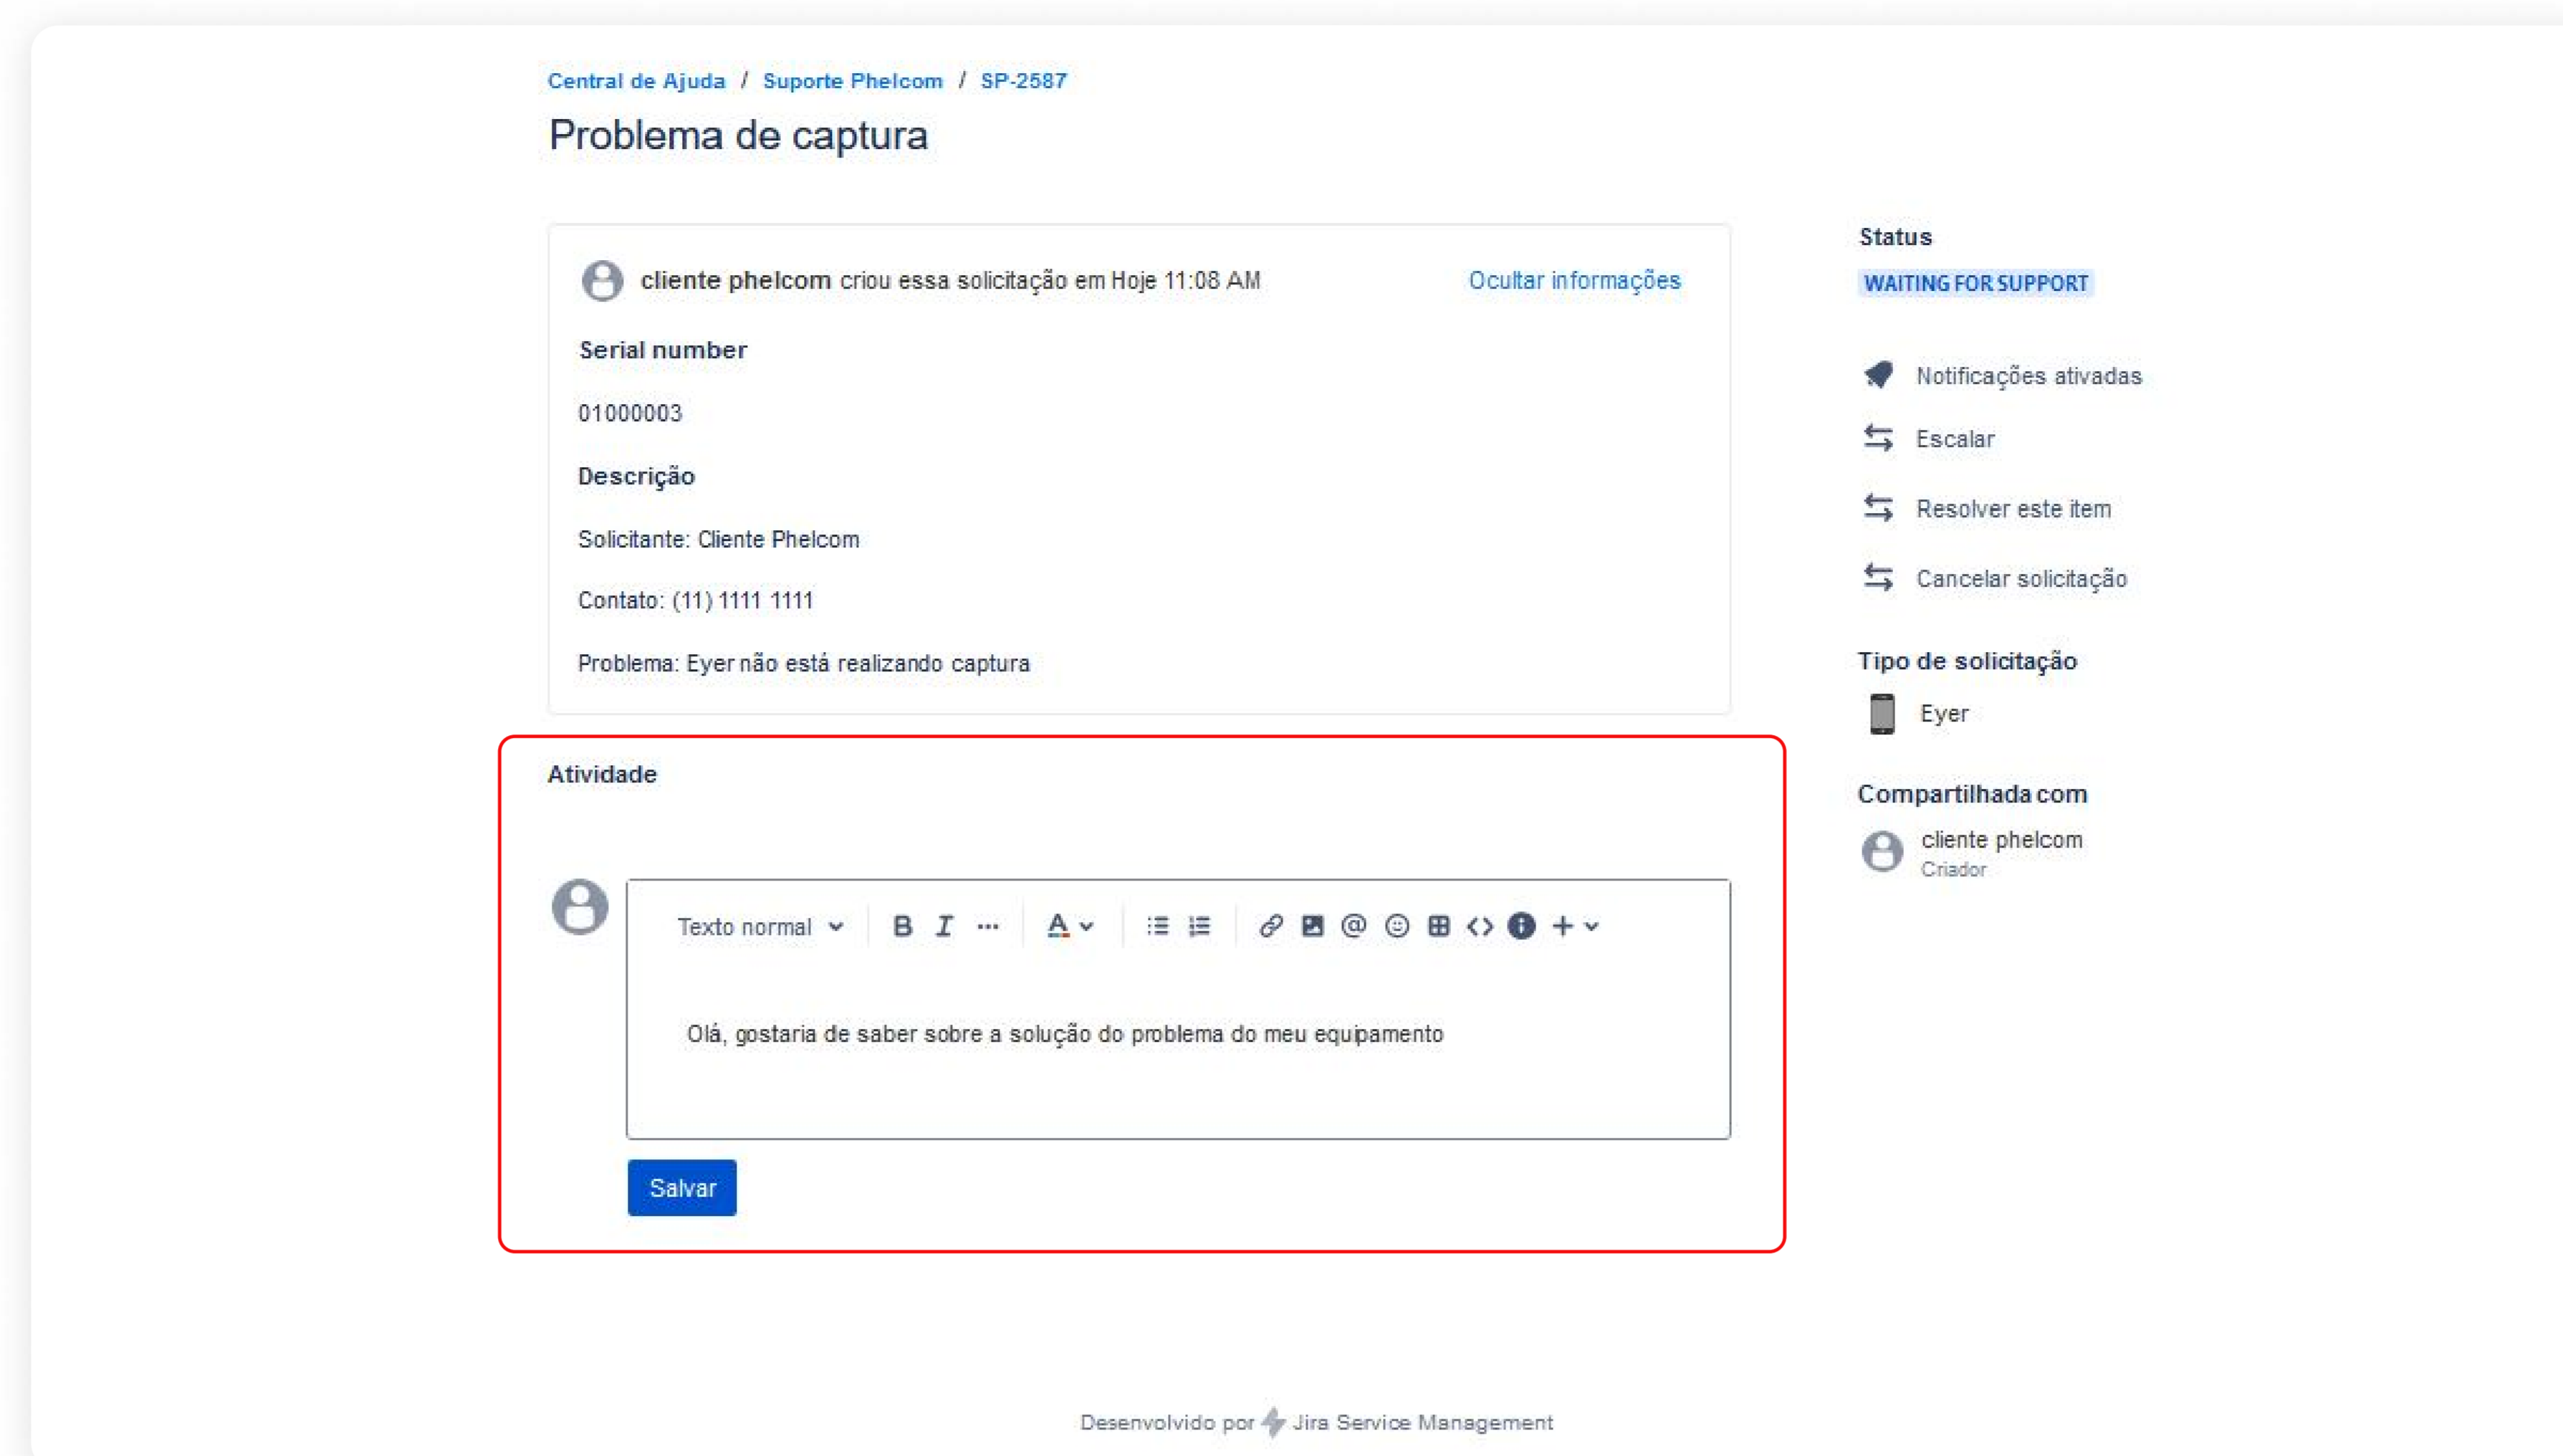 Central de Ajuda / Suporte Phelcom / SP-2587
Problema de captura
cliente phelcom criou essa solicitação em Hoje 11:08 AM
Ocultar informações
Serial number
01000003
Descrição
Solicitante: Cliente Phelcom
Contato: (11) 1111 1111
Problema: Eyer não está realizando captura
Status
WAITING FOR SUPPORT
Notificações ativadas
Escalar
Resolver este item
Cancelar solicitação
Tipo de solicitação
Eyer
Compartilhada com
cliente phelcom
Criador
Atividade
Texto normal B I ... A @ <> +
Olá, gostaria de saber sobre a solução do problema do meu equipamento
Salvar
Desenvolvido por Jira Service Management